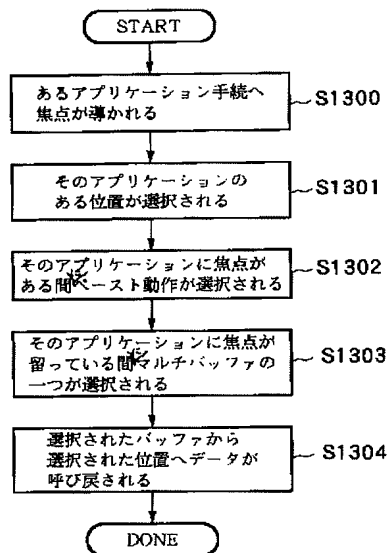 START
あるアプリケーション手続へ
焦点が導かれる
S1300
そのアプリケーションの
ある位置が選択される
S1301
そのアプリケーションに焦点が
ある間にペースト動作が選択される
S1302
そのアプリケーションに焦点が
留っている間にマルチバッファの
一つが選択される
S1303
選択されたバッファから
選択された位置へデータが
呼び戻される
S1304
DONE